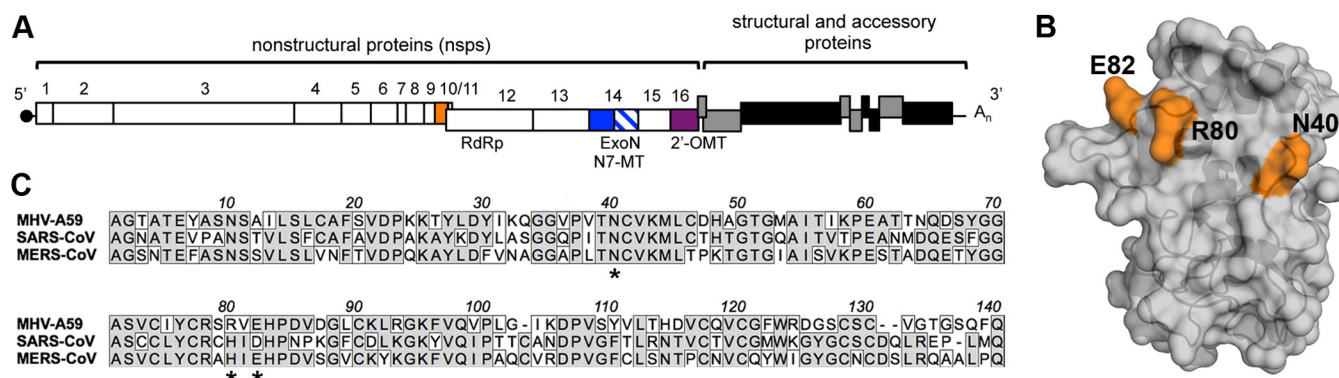 A
nonstructural proteins (nsps)
structural and accessory
proteins
5' 1 2 3 4 5 6 7 8 9 10/11 12 13 14 15 16 3'
An
RdRp ExoN 2'-OMT
N7-MT
B
E82
R80
N40
C
10 20 30 40 50 60 70
MHV-A59 AGTATEYASNSAILSLCAFSVDPKKTYLDYIKQGGVPVTNCVKMLCDHAGTGMAITIKPEATTNQDSYGG
SARS-CoV AGNATEVPANSTVLSFCAFAVDPAKAYKDYLASGGQPITNCVKMLCTHTGTGQAITVTPEANMDQESFGG
MERS-CoV AGSNTEFASNSSVLSLVNFTVDPQKAYLDFVNAGGAPLTNCVKMLTPKTGTGIAISVKPESTADQETYGG
*
80 90 100 110 120 130 140
MHV-A59 ASVCIYCRSRVEHPDVDGLCKLRGKFVQVPLG-IKDPVSYVLTHDVCQVCGFWRDGSCSC--VGTGSQFQ
SARS-CoV ASCCLYCRCHIDHPNPKGFCDLKGKYVQIPTTCANDPVGFTLRNTVCTVCGMWKGYGCSCDQLREP-LMQ
MERS-CoV ASVCLYCRAHIEHPDVSGVCKYKGKFVQIPAQCVRDPVGFCLSNTPCNVCQYWIGYGCNCDSLRQAALPQ
* *